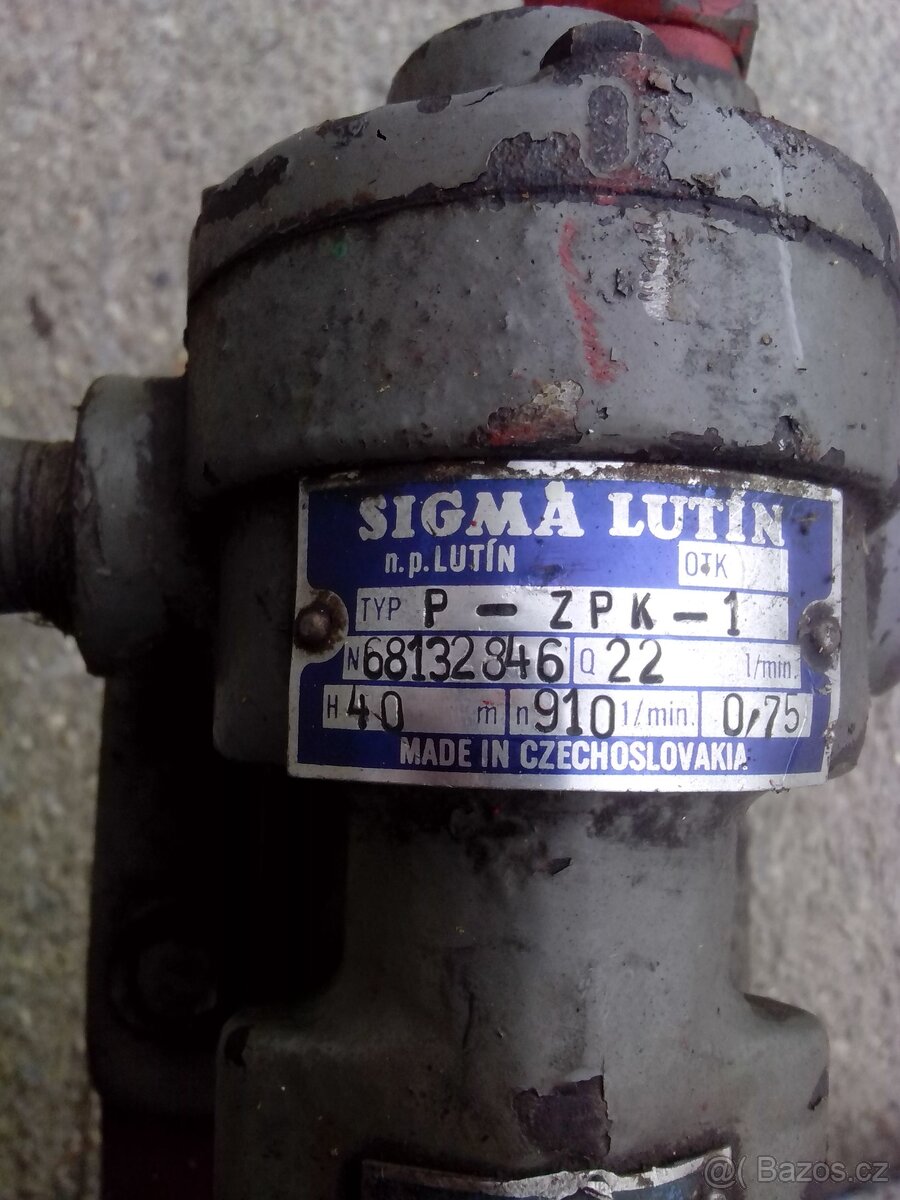 SIGMA LUTÍN
n.p. LUTÍN OTK
TYP P - ZPK - 1
N 68132846 Q 22 l/min.
H 40 m n 910 1/min. 0,75
MADE IN CZECHOSLOVAKIA
@( Bazoš.cz